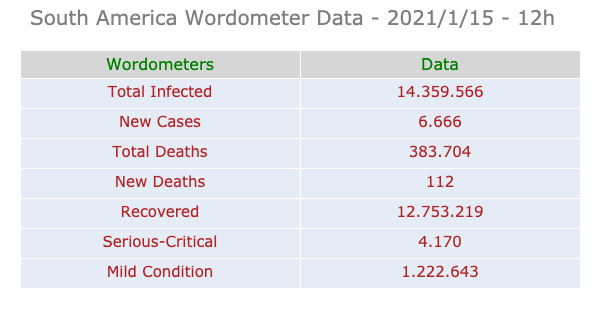 South America Wordometer Data - 2021/1/15 - 12h
Wordometers Data
Total Infected 14.359.566
New Cases 6.666
Total Deaths 383.704
New Deaths 112
Recovered 12.753.219
Serious-Critical 4.170
Mild Condition 1.222.643